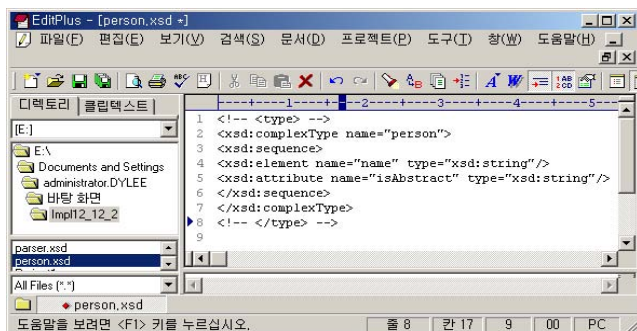 EditPlus - [person.xsd *]
파일(F) 편집(E) 보기(V) 검색(S) 문서(D) 프로젝트(P) 도구(T) 창(W) 도움말(H)
디렉토리 클립텍스트
----+----1----+----2----+----3----+----4----+----5---
[E:]
E:\
Documents and Settings
administrator.DYLEE
바탕 화면
Impl12_12_2
parser.xsd
person.xsd
All Files (*.*)
1 <!-- <type> -->
2 <xsd:complexType name="person">
3 <xsd:sequence>
4 <xsd:element name="name" type="xsd:string"/>
5 <xsd:attribute name="isAbstract" type="xsd:string"/>
6 </xsd:sequence>
7 </xsd:complexType>
8 <!-- </type> -->
9
person.xsd
도움말을 보려면 <F1> 키를 누르십시오. 줄 8 칸 17 9 00 PC